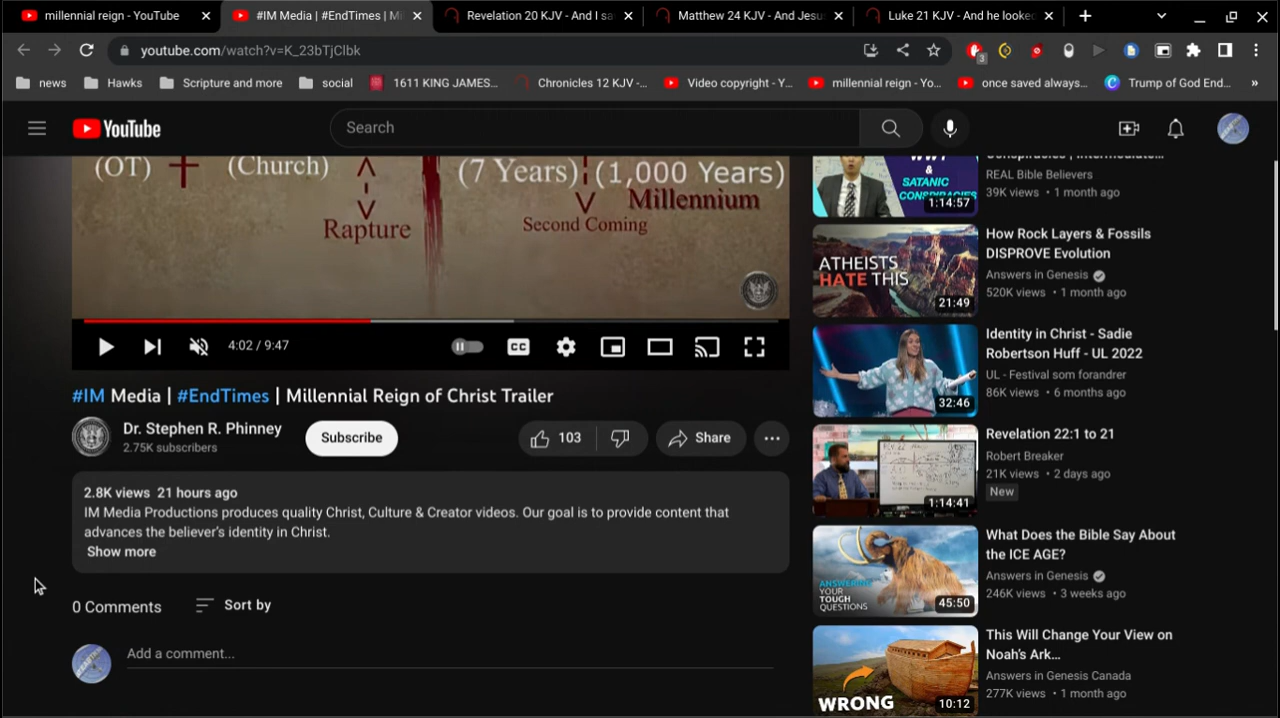 millennial reign - YouTube
#IM Media | #EndTimes | Mi
Revelation 20 KJV - And I sa
Matthew 24 KJV - And Jesu
Luke 21 KJV - And he looked
youtube.com/watch?v=K_23bTjClbk
3
news
Hawks
Scripture and more
social
1611 KING JAMES...
Chronicles 12 KJV -...
Video copyright - Y...
millennial reign - Yo...
once saved always...
Trump of God End...
»
YouTube
Search
(OT)
(Church)
(7 Years)
(1,000 Years)
Millennium
Rapture
Second Coming
4:02 / 9:47
CC
#IM Media | #EndTimes | Millennial Reign of Christ Trailer
Dr. Stephen R. Phinney
2.75K subscribers
Subscribe
103
Share
2.8K views 21 hours ago
IM Media Productions produces quality Christ, Culture & Creator videos. Our goal is to provide content that
advances the believer's identity in Christ.
Show more
0 Comments
Sort by
Add a comment...
&
SATANIC
CONSPIRACIES
1:14:57
REAL Bible Believers
39K views • 1 month ago
ATHEISTS
HATE THIS
21:49
How Rock Layers & Fossils
DISPROVE Evolution
Answers in Genesis
520K views • 1 month ago
32:46
Identity in Christ - Sadie
Robertson Huff - UL 2022
UL - Festival som forandrer
86K views • 6 months ago
1:14:41
Revelation 22:1 to 21
Robert Breaker
21K views • 2 days ago
New
ANSWERING
YOUR
TOUGH
QUESTIONS
45:50
What Does the Bible Say About
the ICE AGE?
Answers in Genesis
246K views • 3 weeks ago
WRONG
10:12
This Will Change Your View on
Noah's Ark...
Answers in Genesis Canada
277K views • 1 month ago